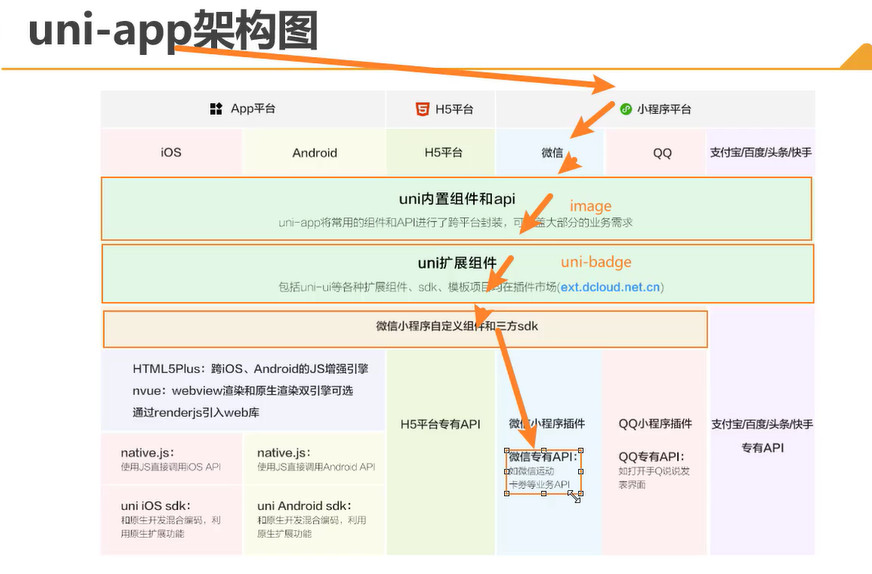 uni-app架构图
App平台
H5平台
小程序平台
iOS
Android
H5平台
微信
QQ
支付宝/百度/头条/快手
uni内置组件和api
image
uni-app将常用的组件和API进行了跨平台封装，可 盖大部分的业务需求
uni扩展组件
uni-badge
包括uni-ui等各种扩展组件、sdk、模板项目均在插件市场(ext.dcloud.net.cn)
微信小程序自定义组件和三方sdk
HTML5Plus：跨iOS、Android的JS增强引擎
nvue：webview渲染和原生渲染双引擎可选
通过renderjs引入web库
native.js：
使用JS直接调用iOS API
native.js：
使用JS直接调用Android API
uni iOS sdk：
和原生开发混合编码，利
用原生扩展功能
uni Android sdk：
和原生开发混合编码，利用
原生扩展功能
H5平台专有API
微信小程序插件
微信专有API：
如微信运动
卡券等业务API
QQ小程序插件
QQ专有API：
如打开手Q说说发
表界面
支付宝/百度/头条/快手
专有API